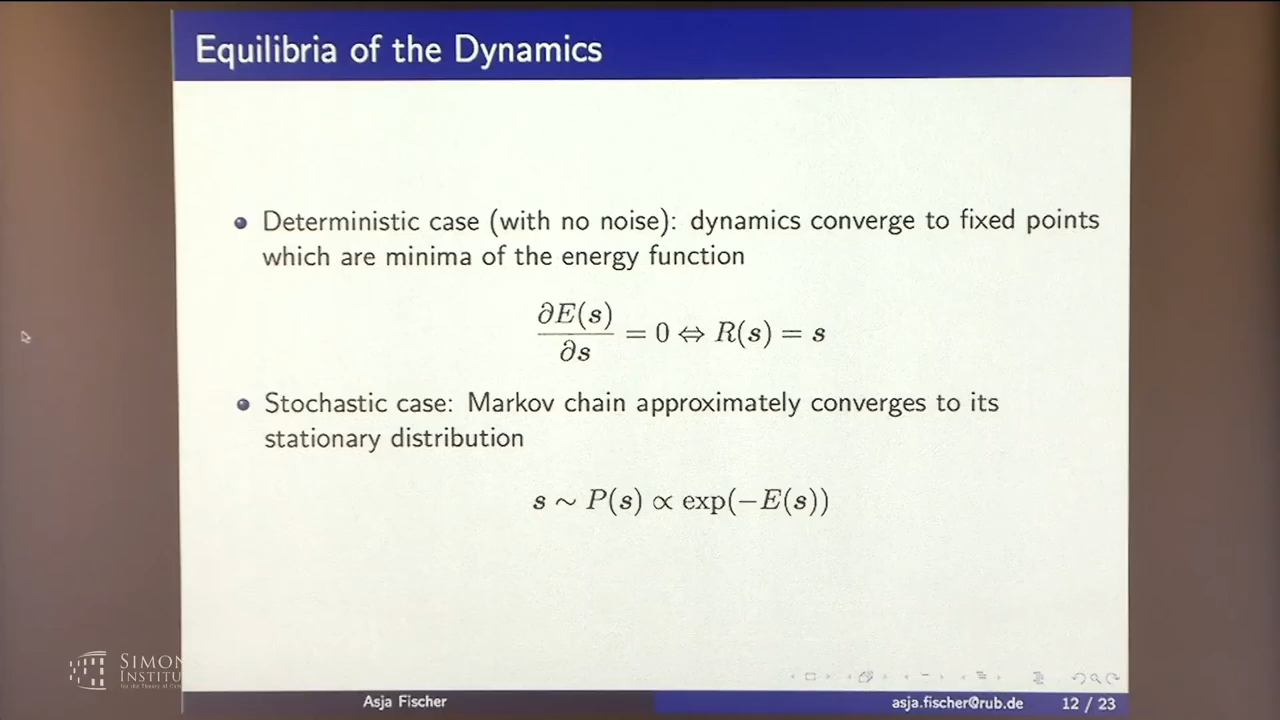 Equilibria of the Dynamics
Deterministic case (with no noise): dynamics converge to fixed points
which are minima of the energy function
∂E(s)/∂s = 0 ⇔ R(s) = s
Stochastic case: Markov chain approximately converges to its
stationary distribution
s ∼ P(s) ∝ exp(−E(s))
SIMON
INSTITU
Asja Fischer
asja.fischer@rub.de
12 / 23